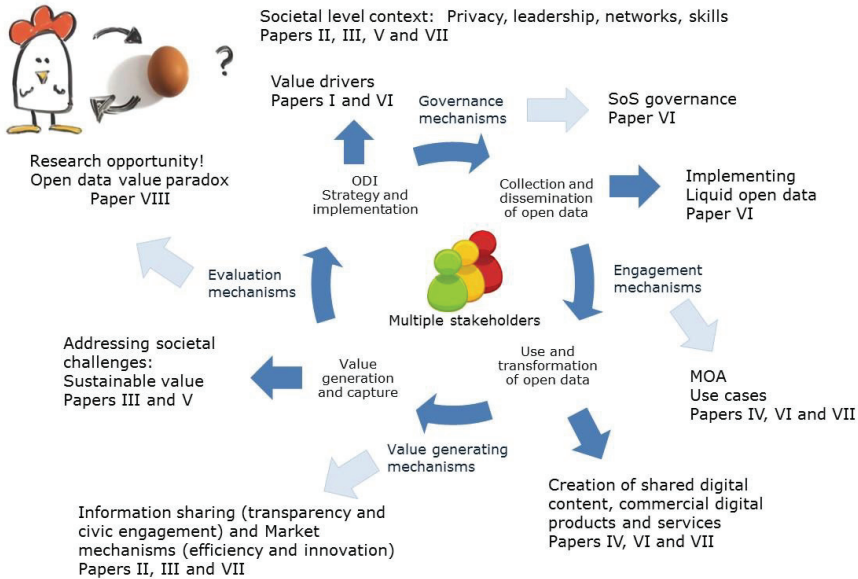 Societal level context: Privacy, leadership, networks, skills
Papers II, III, V and VII
?
Value drivers
Papers I and VI
Governance
mechanisms
SoS governance
Paper VI
Research opportunity!
Open data value paradox
Paper VIII
ODI
Strategy and
implementation
Collection and
dissemination
of open data
Implementing
Liquid open data
Paper VI
Evaluation
mechanisms
Engagement
mechanisms
Multiple stakeholders
Addressing societal
challenges:
Sustainable value
Papers III and V
Value
generation
and capture
Use and
transformation
of open data
MOA
Use cases
Papers IV, VI and VII
Value generating
mechanisms
Creation of shared digital
content, commercial digital
products and services
Papers IV, VI and VII
Information sharing (transparency and
civic engagement) and Market
mechanisms (efficiency and innovation)
Papers II, III and VII